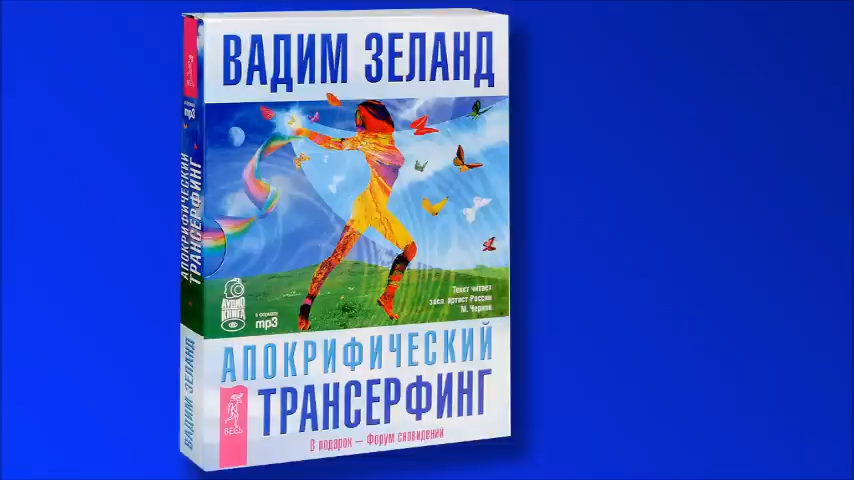 ВАДИМ ЗЕЛАНД
в формате
mp3
АПОКРИФИЧЕСКИЙ
ТРАНСЕРФИНГ
ВАДИМ ЗЕЛАНД
Текст читает
засл. артист России
М. Черняк
АУДИО
КНИГА
в формате
mp3
АПОКРИФИЧЕСКИЙ
ТРАНСЕРФИНГ
ВЕСЬ
В подарок — Форум сновидений